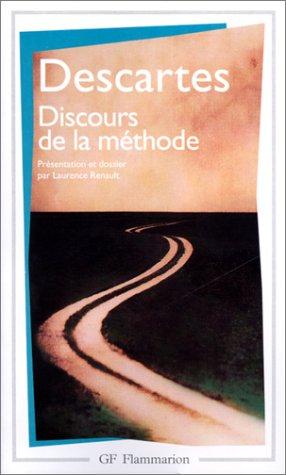 Descartes
Discours
de la méthode
Présentation et dossier
par Laurence Renault.
GF Flammarion